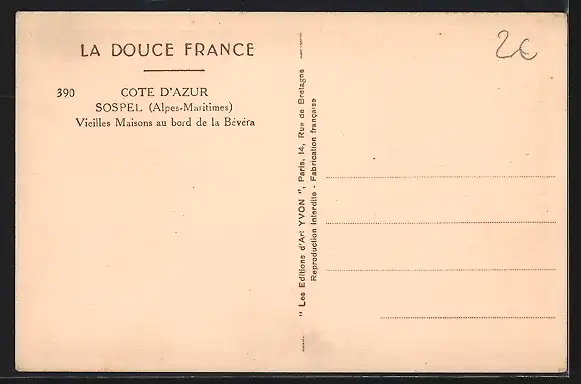 LA DOUCE FRANCE
390 COTE D'AZUR
SOSPEL (Alpes-Maritimes)
Vieilles Maisons au bord de la Bévéra
" Les Editions d'Art YVON ", Paris, 14, Rue de Bretagne
Reproduction Interdite - Fabrication française
2€